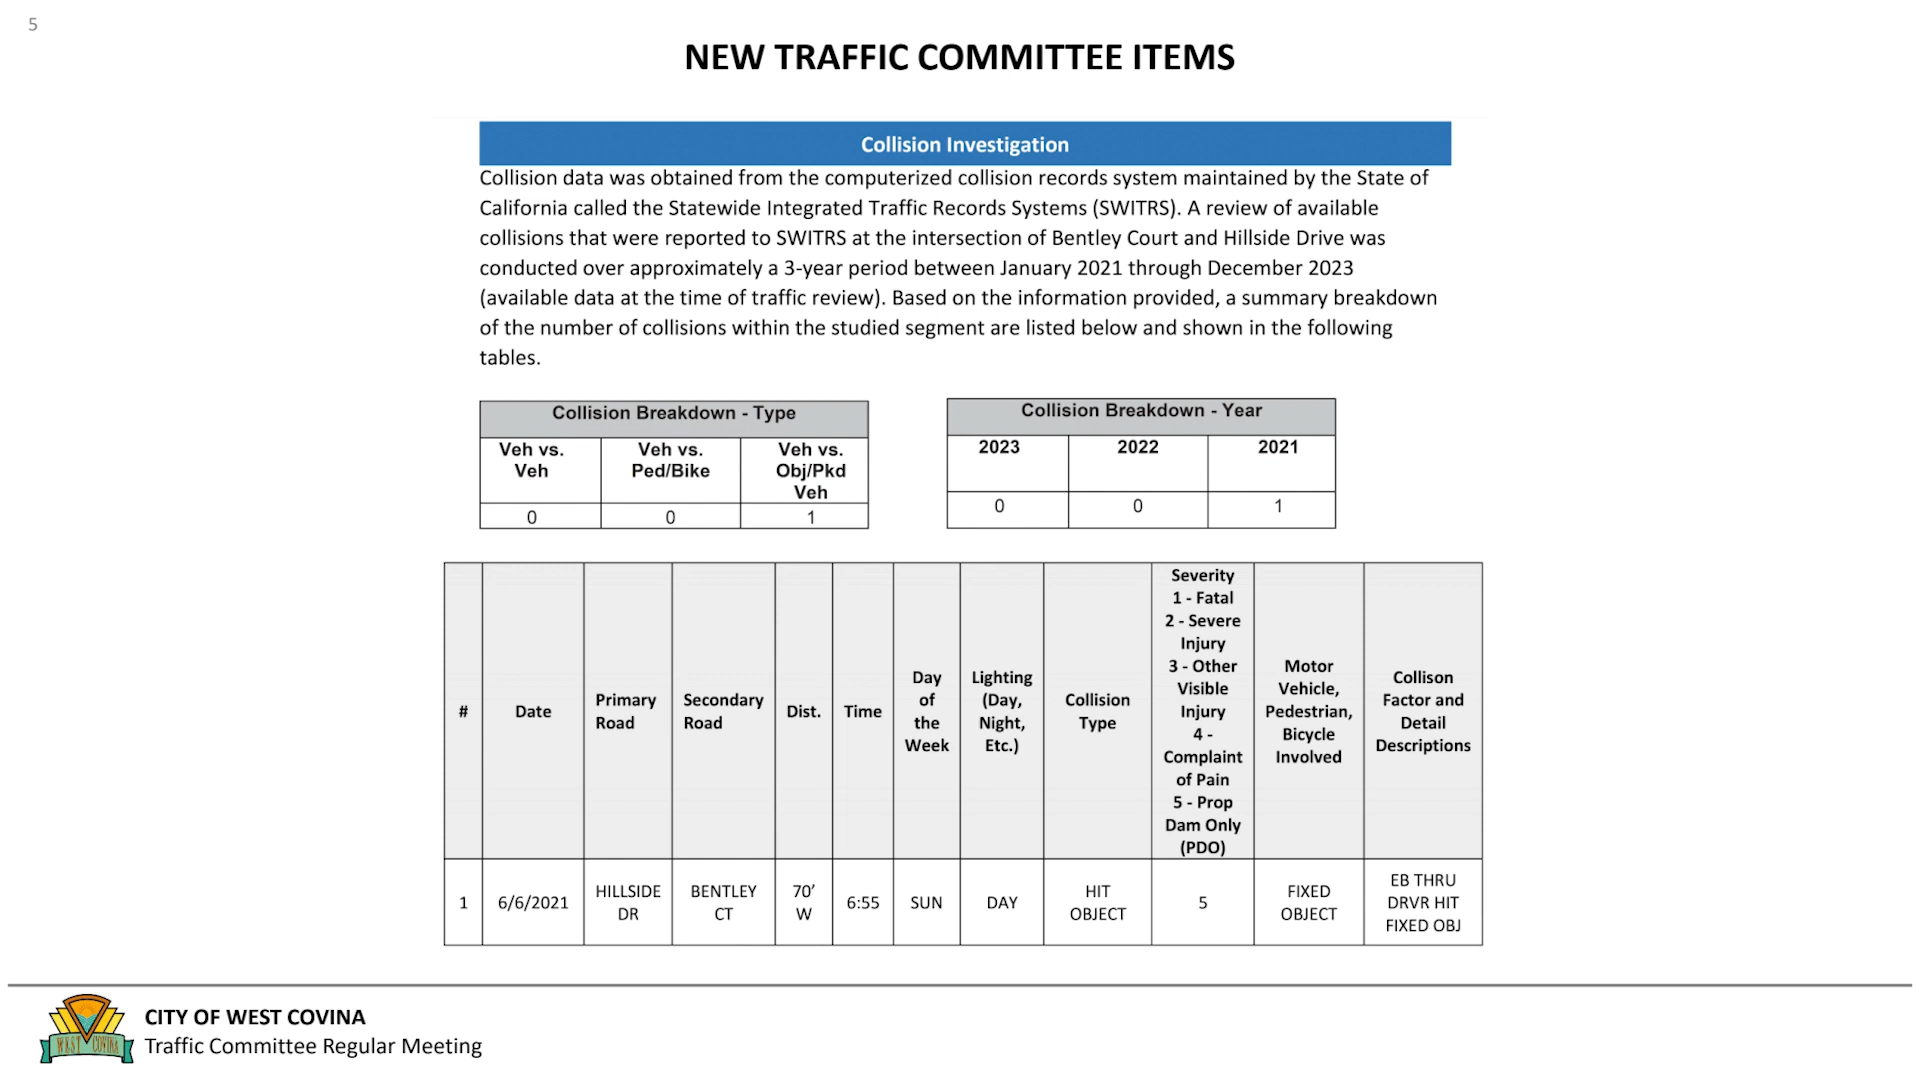 5
NEW TRAFFIC COMMITTEE ITEMS
Collision Investigation
Collision data was obtained from the computerized collision records system maintained by the State of
California called the Statewide Integrated Traffic Records Systems (SWITRS). A review of available
collisions that were reported to SWITRS at the intersection of Bentley Court and Hillside Drive was
conducted over approximately a 3-year period between January 2021 through December 2023
(available data at the time of traffic review). Based on the information provided, a summary breakdown
of the number of collisions within the studied segment are listed below and shown in the following
tables.
Collision Breakdown - Type
Veh vs.
Veh
Veh vs.
Ped/Bike
Veh vs.
Obj/Pkd
Veh
0
0
1
Collision Breakdown - Year
2023
2022
2021
0
0
1
#
Date
Primary
Road
Secondary
Road
Dist.
Time
Day
of
the
Week
Lighting
(Day,
Night,
Etc.)
Collision
Type
Severity
1 - Fatal
2 - Severe
Injury
3 - Other
Visible
Injury
4 -
Complaint
of Pain
5 - Prop
Dam Only
(PDO)
Motor
Vehicle,
Pedestrian,
Bicycle
Involved
Collison
Factor and
Detail
Descriptions
1
6/6/2021
HILLSIDE
DR
BENTLEY
CT
70’
W
6:55
SUN
DAY
HIT
OBJECT
5
FIXED
OBJECT
EB THRU
DRVR HIT
FIXED OBJ
WEST COVINA
CITY OF WEST COVINA
Traffic Committee Regular Meeting